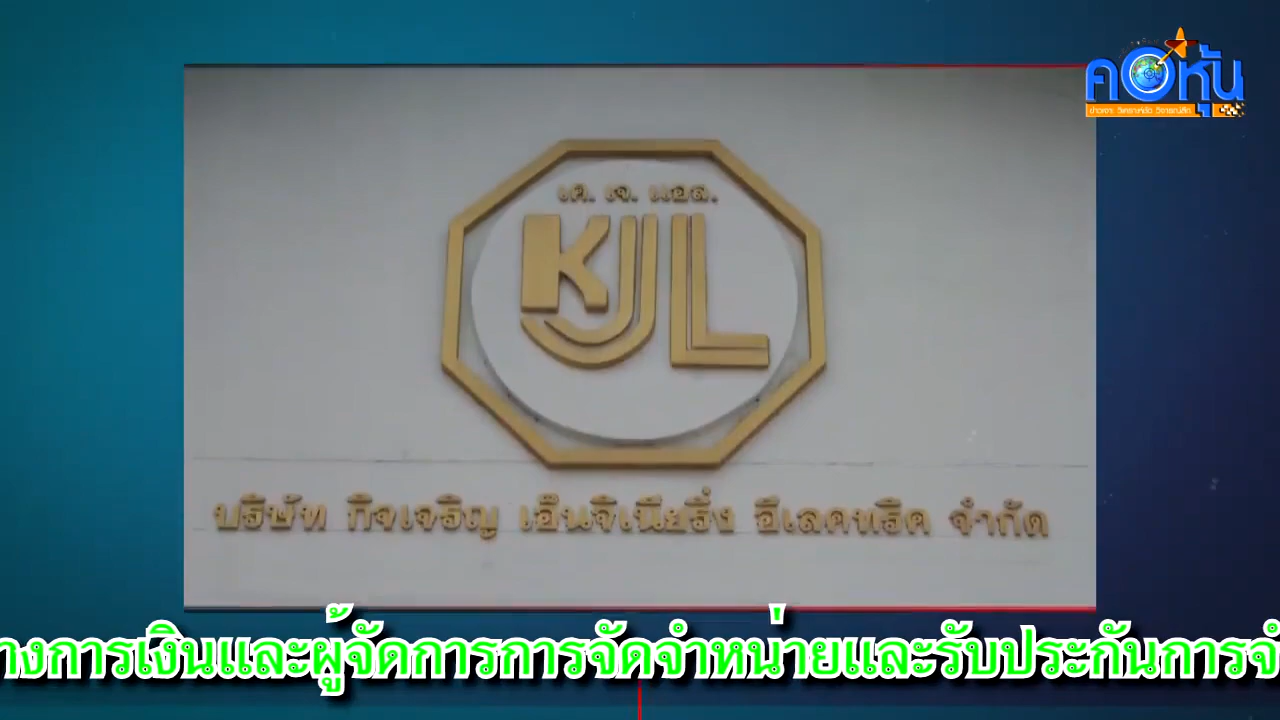 คอหุ้น
เค. เจ. แอล.
KJL
บริษัท กิจเจริญ เอ็นจิเนียริ่ง อีเลคทริค จำกัด
างการเงินและผู้จัดการการจัดจำหน่ายและรับประกันการจำ